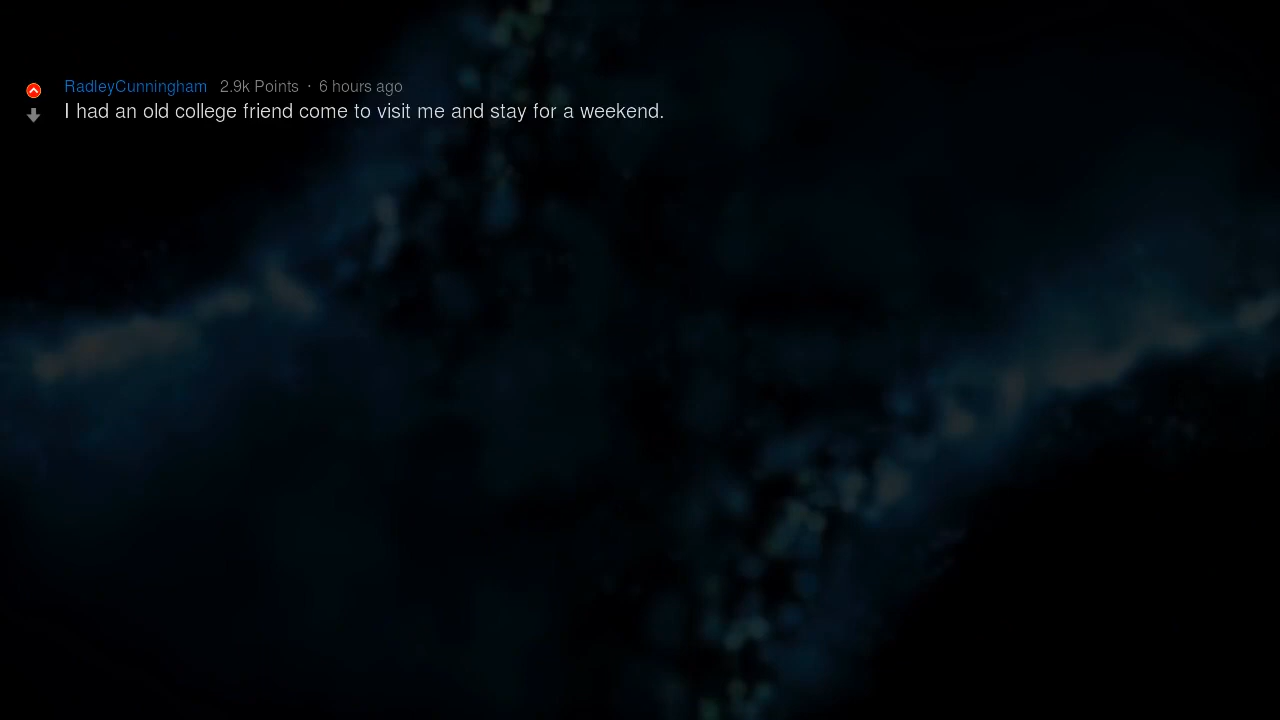 RadleyCunningham 2.9k Points · 6 hours ago
I had an old college friend come to visit me and stay for a weekend.